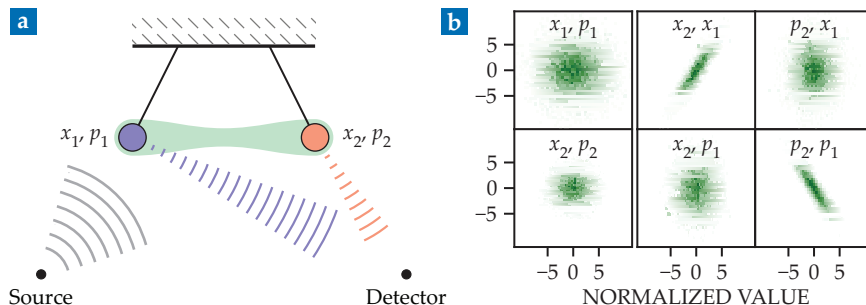 a
x₁, p₁
x₂, p₂
Source
Detector
b
x₁, p₁
x₂, x₁
p₂, x₁
5
0
−5
x₂, p₂
x₂, p₁
p₂, p₁
5
0
−5
−5 0 5
−5 0 5
−5 0 5
NORMALIZED VALUE